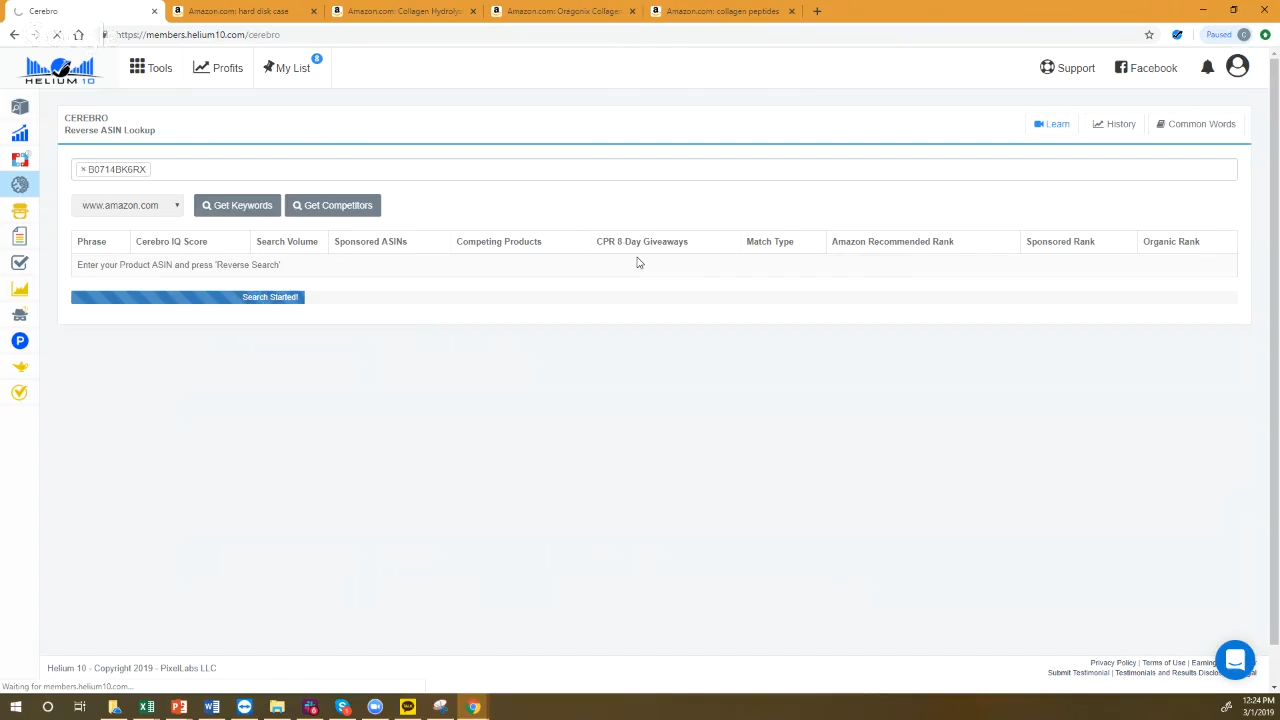 Cerebro
Amazon.com: hard disk case
Amazon.com: Collagen Hydrolys
Amazon.com: Oragonix Collagen
Amazon.com: collagen peptides
https://members.helium10.com/cerebro
Paused
C
HELIUM 10
Tools
Profits
My List
8
Support
Facebook
CEREBRO
Reverse ASIN Lookup
Learn
History
Common Words
× B0714BK6RX
www.amazon.com
Get Keywords
Get Competitors
Phrase
Cerebro IQ Score
Search Volume
Sponsored ASINs
Competing Products
CPR 8-Day Giveaways
Match Type
Amazon Recommended Rank
Sponsored Rank
Organic Rank
Enter your Product ASIN and press 'Reverse Search'
Search Started!
P
Helium 10 - Copyright 2019 - PixelLabs LLC
Privacy Policy | Terms of Use | Earning
Submit Testimonial | Testimonials and Results Disclo
Waiting for members.helium10.com...
12:24 PM
3/1/2019